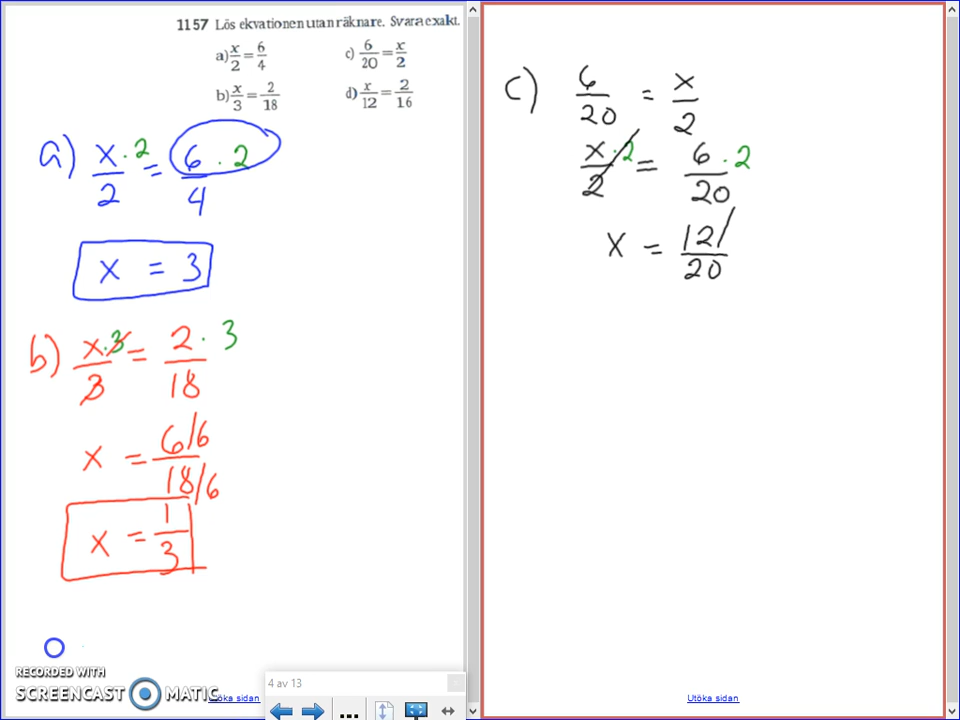 1157 Lös ekvationen utan räknare. Svara exakt.
a) x/2 = 6/4
c) 6/20 = x/2
b) x/3 = 2/18
d) x/12 = 2/16
a) x·2/2 = 6·2/4
x = 3
b) x·3/3 = 2·3/18
x = 6/6/18/6
x = 1/3
c) 6/20 = x/2
x·2/2 = 6·2/20
x = 12//20
RECORDED WITH
SCREENCAST MATIC
Utöka sidan
4 av 13
...
Utöka sidan